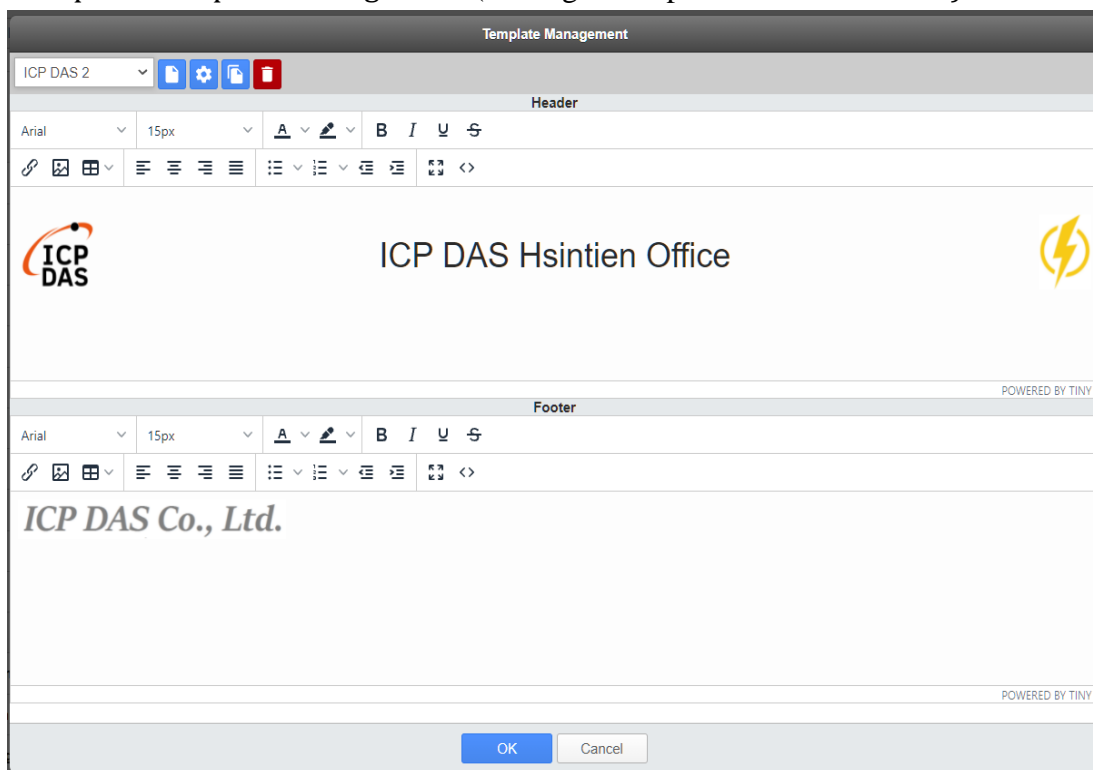 Template Management
ICP DAS 2
Header
Arial 15px A B I U S
ICP DAS
ICP DAS Hsintien Office
POWERED BY TINY
Footer
Arial 15px A B I U S
ICP DAS Co., Ltd.
POWERED BY TINY
OK Cancel